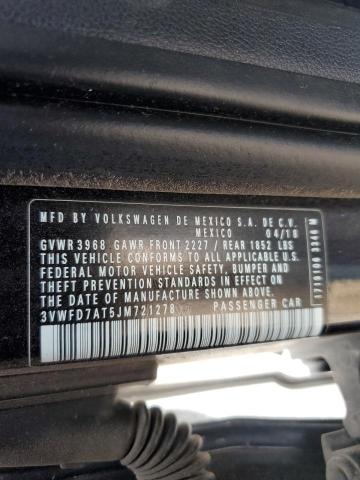 MFD BY VOLKSWAGEN DE MEXICO S.A. DE C.V.
MEXICO 04/18
GVWR 3968 GAWR FRONT 2227 / REAR 1852 LBS
THIS VEHICLE CONFORMS TO ALL APPLICABLE U.S.
FEDERAL MOTOR VEHICLE SAFETY, BUMPER, AND
THEFT PREVENTION STANDARDS IN EFFECT ON THE
DATE OF MANUFACTURE SHOWN ABOVE
3VWFD7AT5JM721278 PASSENGER CAR